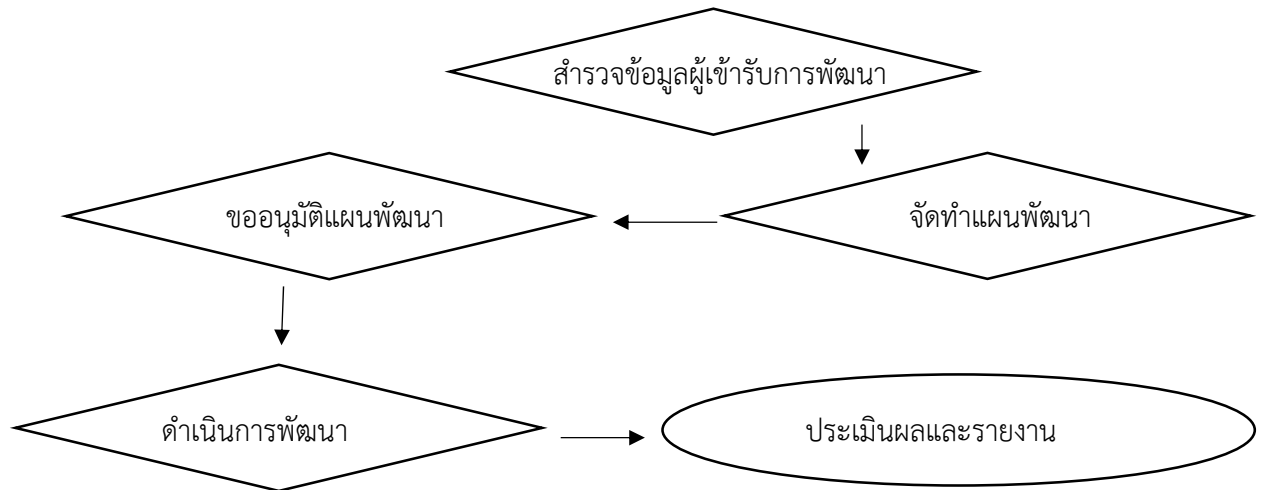 สำรวจข้อมูลผู้เข้ารับการพัฒนา
จัดทำแผนพัฒนา
ขออนุมัติแผนพัฒนา
ดำเนินการพัฒนา
ประเมินผลและรายงาน